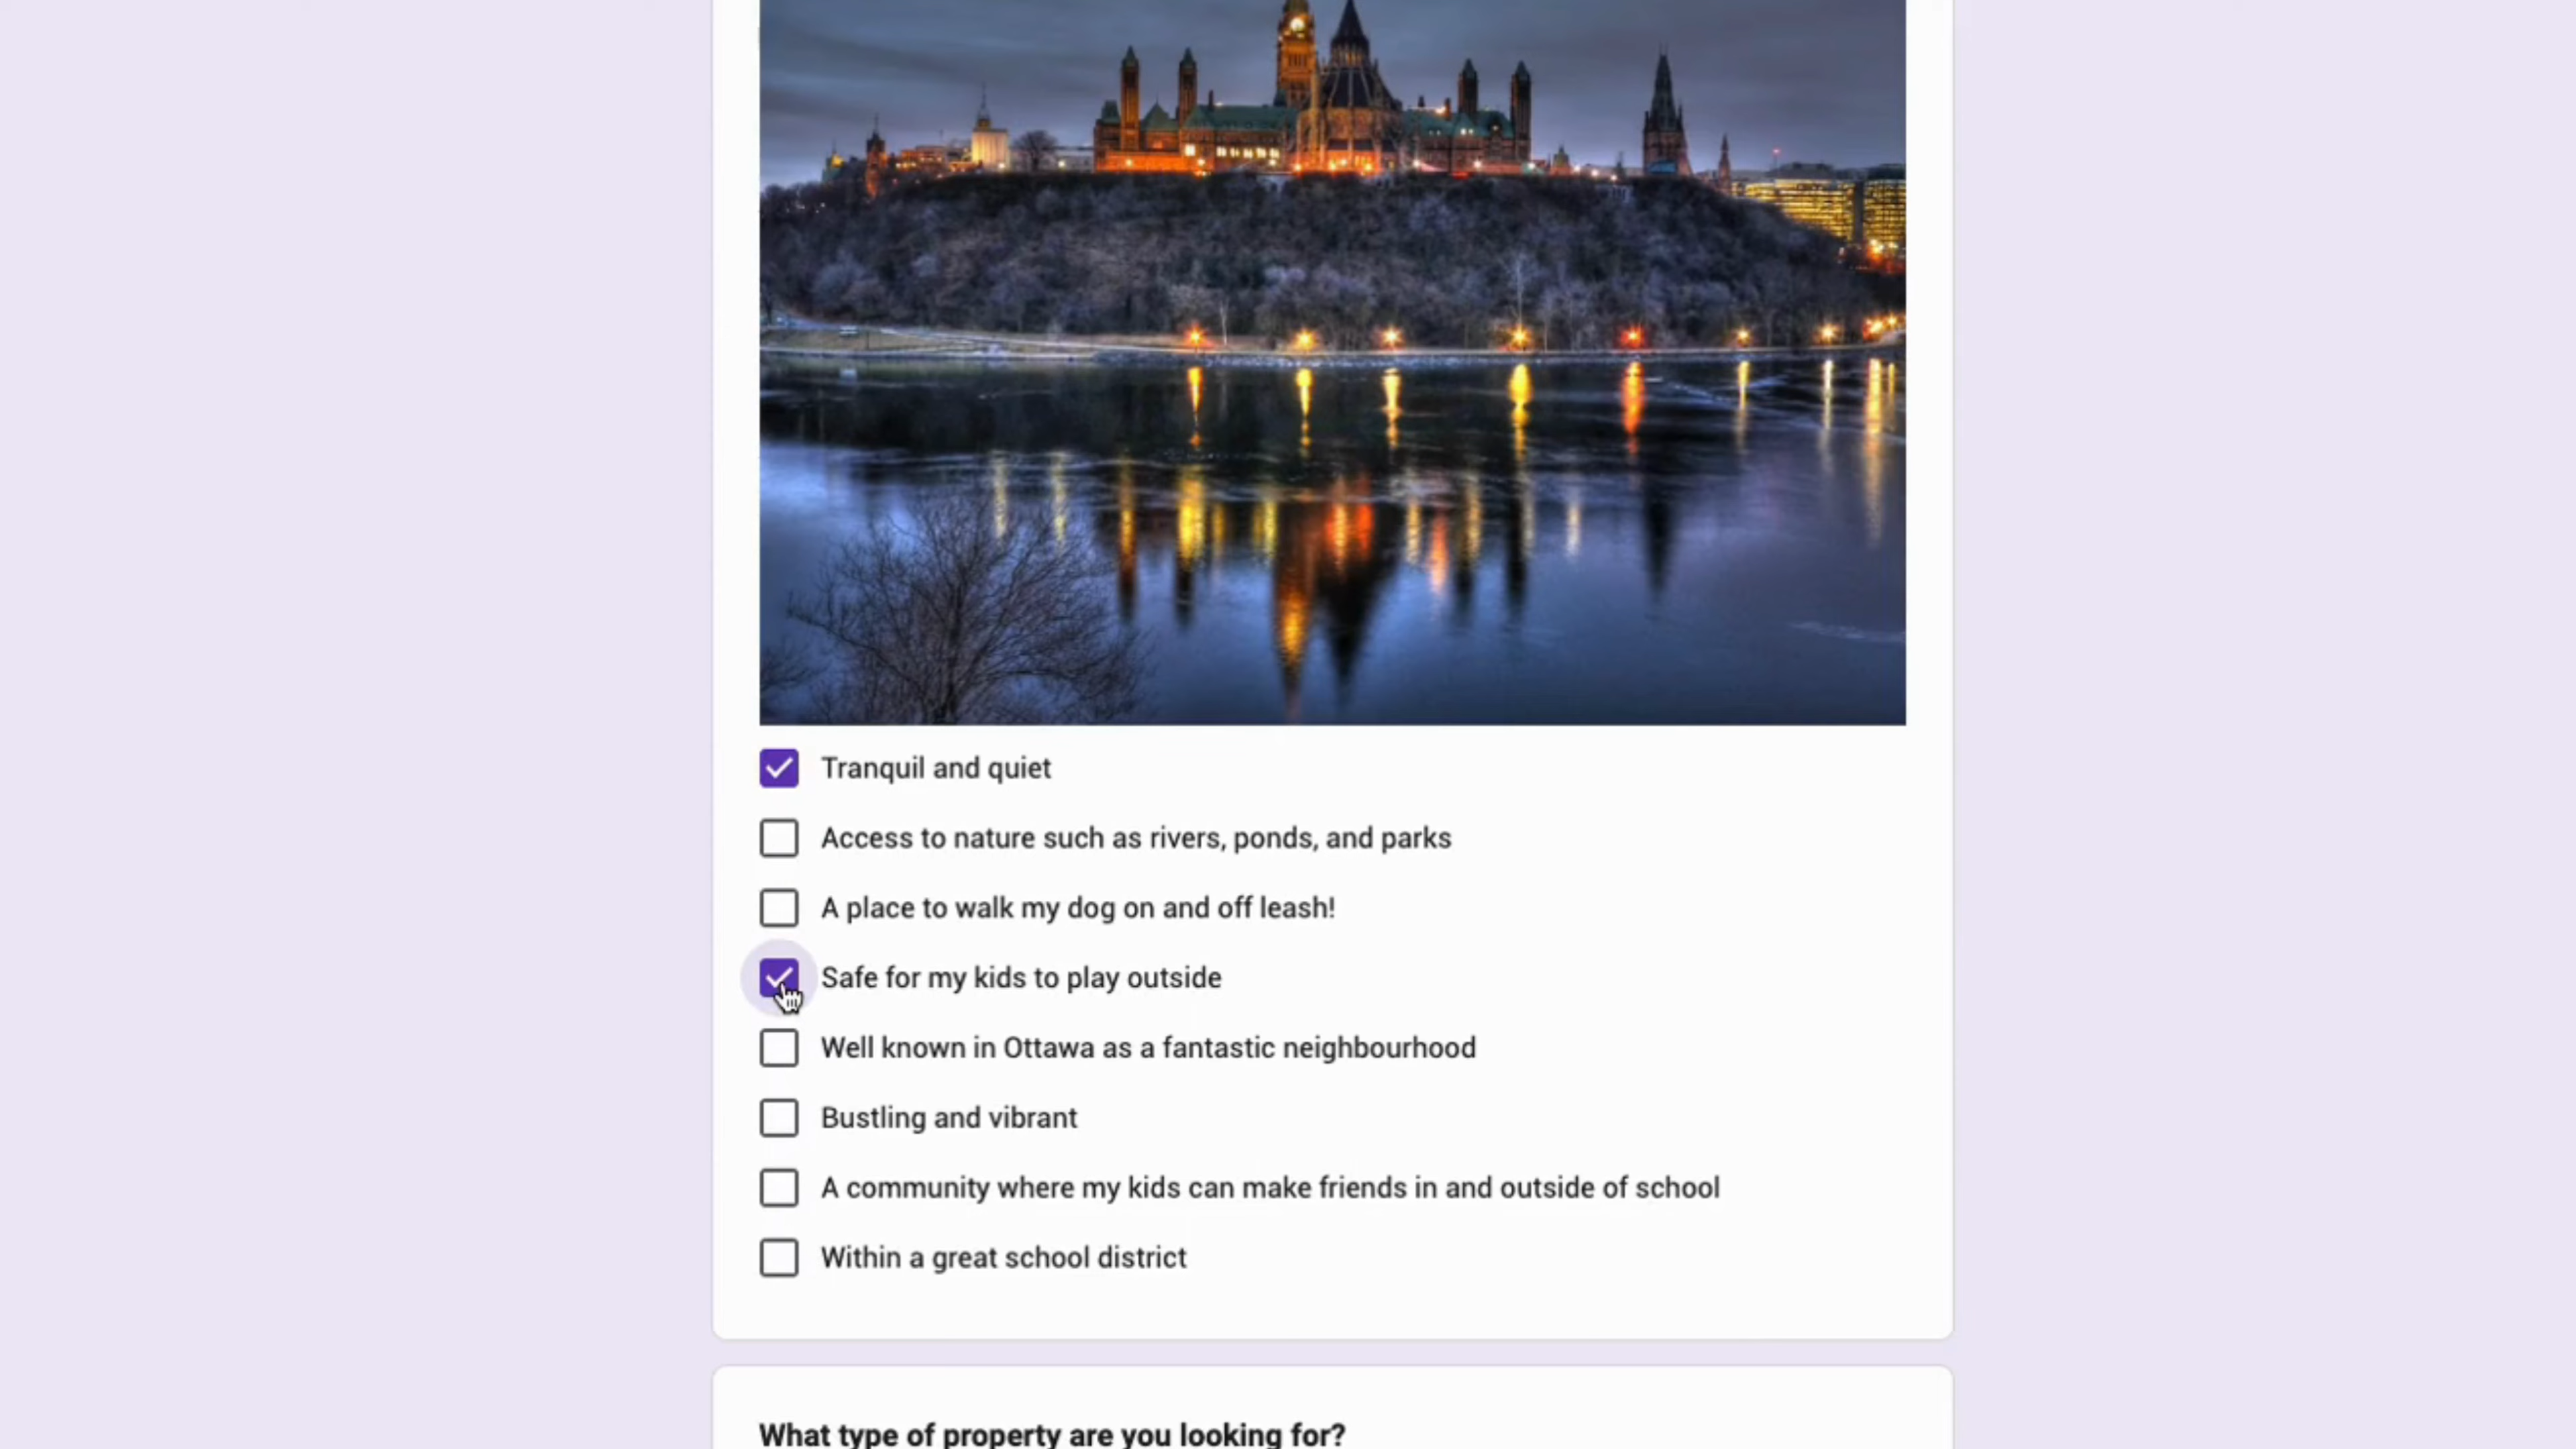 Tranquil and quiet
Access to nature such as rivers, ponds, and parks
A place to walk my dog on and off leash!
Safe for my kids to play outside
Well known in Ottawa as a fantastic neighbourhood
Bustling and vibrant
A community where my kids can make friends in and outside of school
Within a great school district
What type of property are you looking for?